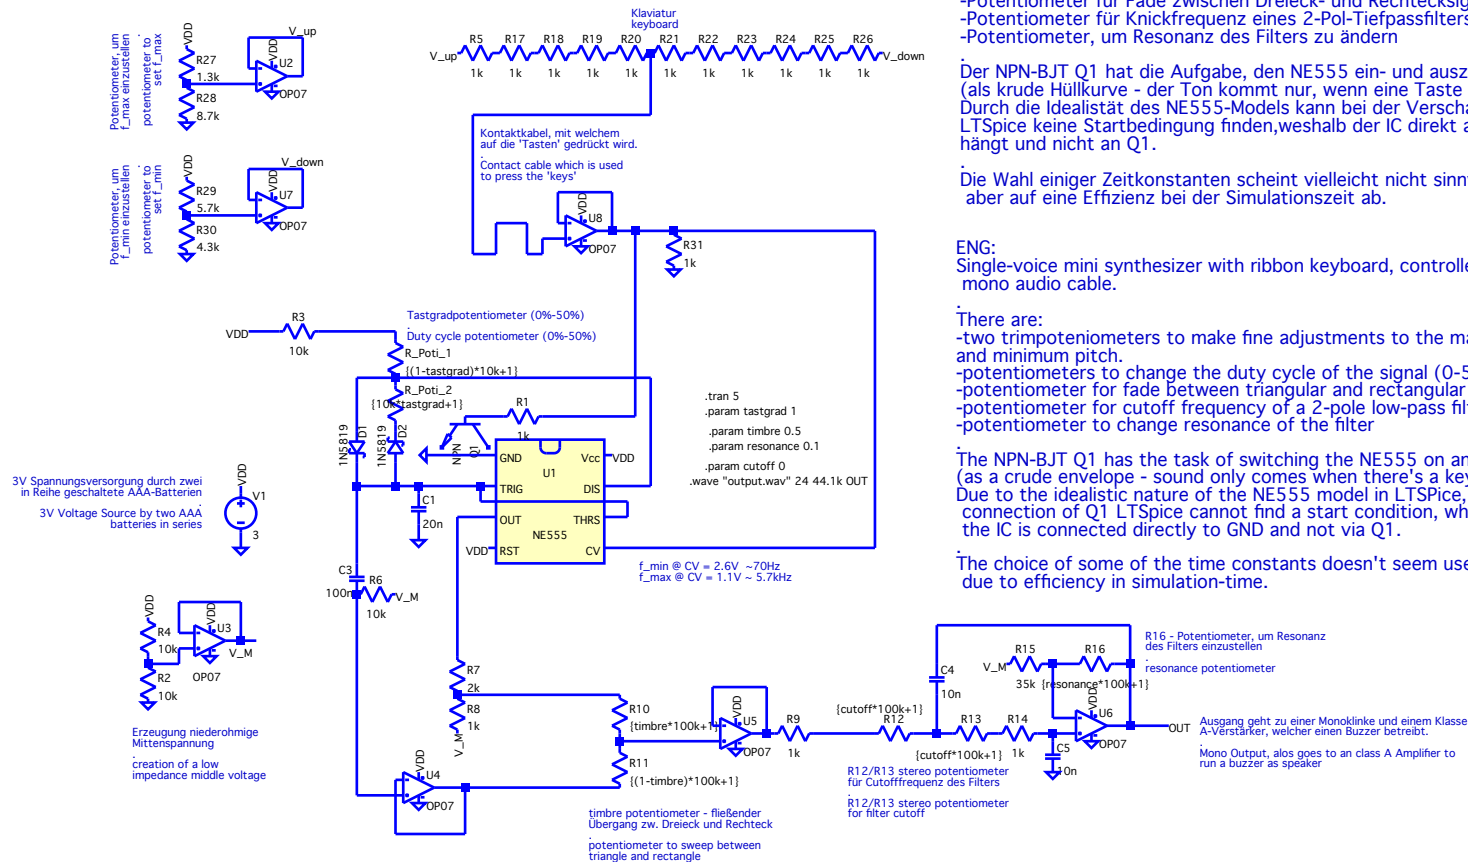 Klaviatur
keyboard
V_up
R5
R17
R18
R19
R20
R21
R22
R23
R24
R25
R26
V_down
1k
1k
1k
1k
1k
1k
1k
1k
1k
1k
1k
Potentiometer, um
f_max einzustellen
.
potentiometer to
set f_max
VDD
R27
1.3k
R28
8.7k
VDD
V_up
U2
OP07
Potentiometer, um
f_min einzustellen
.
potentiometer to
set f_min
VDD
R29
5.7k
R30
4.3k
VDD
V_down
U7
OP07
Kontaktkabel, mit welchem
auf die 'Tasten' gedrückt wird.
.
Contact cable which is used
to press the 'keys'
VDD
U8
OP07
R31
1k
VDD
R3
10k
Tastgradpotentiometer (0%-50%)
.
Duty cycle potentiometer (0%-50%)
R_Poti_1
{(1-tastgrad)*10k+1}
R_Poti_2
{10k*tastgrad+1}
R1
1k
NPN
Q1
1N5819
D1
1N5819
D2
C1
20n
GND
Vcc
VDD
U1
TRIG
DIS
OUT
THRS
NE555
VDD
RST
CV
.tran 5
.param tastgrad 1
.param timbre 0.5
.param resonance 0.1
.param cutoff 0
.wave "output.wav" 24 44.1k OUT
f_min @ CV = 2.6V ~70Hz
f_max @ CV = 1.1V ~ 5.7kHz
3V Spannungsversorgung durch zwei
in Reihe geschaltete AAA-Batterien
.
3V Voltage Source by two AAA
batteries in series
VDD
V1
3
C3
100n
R6
10k
V_M
VDD
R4
10k
R2
10k
VDD
U3
V_M
OP07
Erzeugung niederohmige
Mittenspannung
.
creation of a low
impedance middle voltage
R7
2k
R8
1k
V_M
VDD
U4
OP07
R10
{timbre*100k+1}
R11
{(1-timbre)*100k+1}
timbre potentiometer - fließender
Übergang zw. Dreieck und Rechteck
.
potentiometer to sweep between
triangle and rectangle
VDD
U5
OP07
R9
1k
{cutoff*100k+1}
R12
R13
{cutoff*100k+1}
R14
1k
R12/R13 stereo potentiometer
für Cutofffrequenz des Filters
.
R12/R13 stereo potentiometer
for filter cutoff
C4
10n
V_M
R15
35k
R16
{resonance*100k+1}
VDD
U6
OP07
C5
10n
OUT
R16 - Potentiometer, um Resonanz
des Filters einzustellen
.
resonance potentiometer
Ausgang geht zu einer Monoklinke und einem Klasse
A-Verstärker, welcher einen Buzzer betreibt.
.
Mono Output, alos goes to an class A Amplifier to
run a buzzer as speaker
-Potentiometer für Fade zwischen Dreieck- und Rechtecksig
-Potentiometer für Knickfrequenz eines 2-Pol-Tiefpassfilters
-Potentiometer, um Resonanz des Filters zu ändern
.
Der NPN-BJT Q1 hat die Aufgabe, den NE555 ein- und ausz
(als krude Hüllkurve - der Ton kommt nur, wenn eine Taste
Durch die Idealistät des NE555-Models kann bei der Verscha
LTSpice keine Startbedingung finden,weshalb der IC direkt a
hängt und nicht an Q1.
.
Die Wahl einiger Zeitkonstanten scheint vielleicht nicht sinn
aber auf eine Effizienz bei der Simulationszeit ab.
ENG:
Single-voice mini synthesizer with ribbon keyboard, controlle
mono audio cable.
.
There are:
-two trimpoteniometers to make fine adjustments to the ma
and minimum pitch.
-potentiometers to change the duty cycle of the signal (0-5
-potentiometer for fade between triangular and rectangular
-potentiometer for cutoff frequency of a 2-pole low-pass filt
-potentiometer to change resonance of the filter
.
The NPN-BJT Q1 has the task of switching the NE555 on an
(as a crude envelope - sound only comes when there's a key
Due to the idealistic nature of the NE555 model in LTSPice,
connection of Q1 LTSpice cannot find a start condition, wh
the IC is connected directly to GND and not via Q1.
.
The choice of some of the time constants doesn't seem use
due to efficiency in simulation-time.